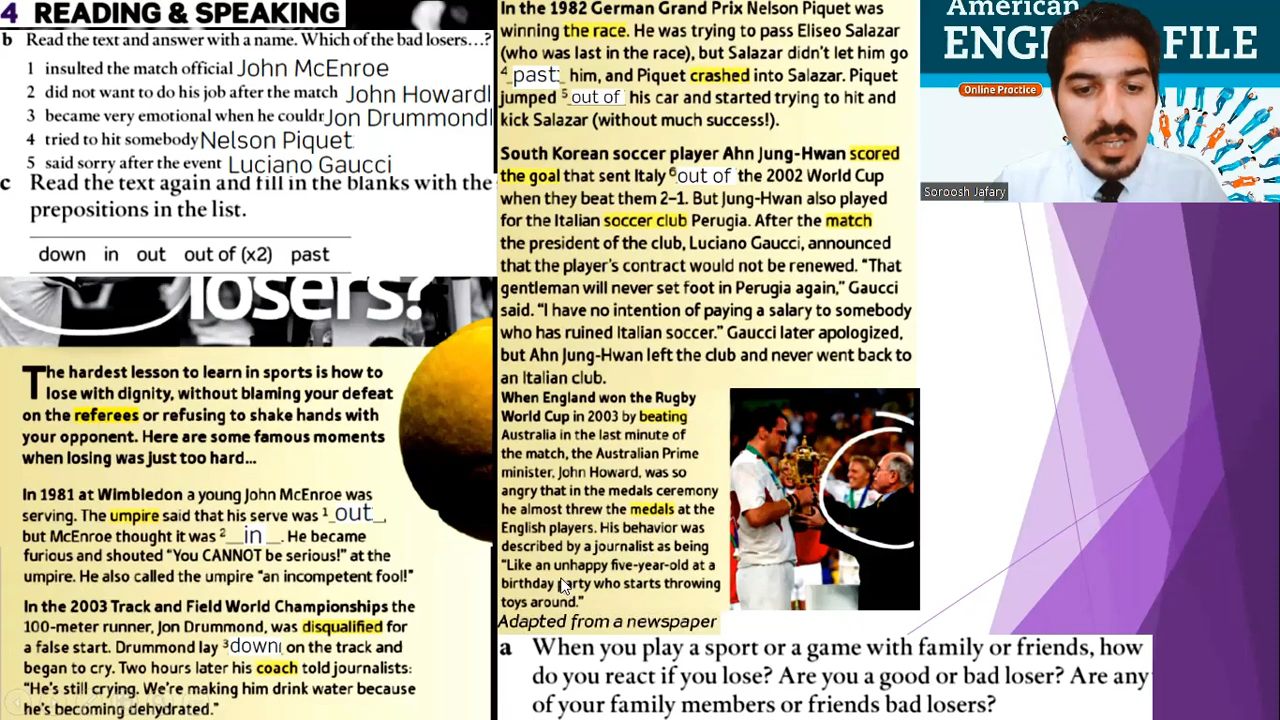 4 READING & SPEAKING
b Read the text and answer with a name. Which of the bad losers…?
1 insulted the match official John McEnroe
2 did not want to do his job after the match John Howard
3 became very emotional when he could Jon Drummond
4 tried to hit somebody Nelson Piquet
5 said sorry after the event Luciano Gaucci
c Read the text again and fill in the blanks with the
prepositions in the list.
down in out out of (x2) past
losers?
The hardest lesson to learn in sports is how to
lose with dignity, without blaming your defeat
on the referees or refusing to shake hands with
your opponent. Here are some famous moments
when losing was just too hard...
In 1981 at Wimbledon a young John McEnroe was
serving. The umpire said that his serve was 1 out,
but McEnroe thought it was 2 in. He became
furious and shouted “You CANNOT be serious!” at the
umpire. He also called the umpire “an incompetent fool!”
In the 2003 Track and Field World Championships the
100-meter runner, Jon Drummond, was disqualified for
a false start. Drummond lay 3 down on the track and
began to cry. Two hours later his coach told journalists:
“He's still crying. We're making him drink water because
he's becoming dehydrated.”
In the 1982 German Grand Prix Nelson Piquet was
winning the race. He was trying to pass Eliseo Salazar
(who was last in the race), but Salazar didn't let him go
4 past him, and Piquet crashed into Salazar. Piquet
jumped 5 out of his car and started trying to hit and
kick Salazar (without much success!).
South Korean soccer player Ahn Jung-Hwan scored
the goal that sent Italy 6 out of the 2002 World Cup
when they beat them 2–1. But Jung-Hwan also played
for the Italian soccer club Perugia. After the match
the president of the club, Luciano Gaucci, announced
that the player's contract would not be renewed. “That
gentleman will never set foot in Perugia again,” Gaucci
said. “I have no intention of paying a salary to somebody
who has ruined Italian soccer.” Gaucci later apologized,
but Ahn Jung-Hwan left the club and never went back to
an Italian club.
When England won the Rugby
World Cup in 2003 by beating
Australia in the last minute of
the match, the Australian Prime
minister, John Howard, was so
angry that in the medals ceremony
he almost threw the medals at the
English players. His behavior was
described by a journalist as being
“Like an unhappy five-year-old at a
birthday party who starts throwing
toys around.”
Adapted from a newspaper
a When you play a sport or a game with family or friends, how
do you react if you lose? Are you a good or bad loser? Are any
of your family members or friends bad losers?
American
ENG FILE
Online Practice
Soroosh Jafary